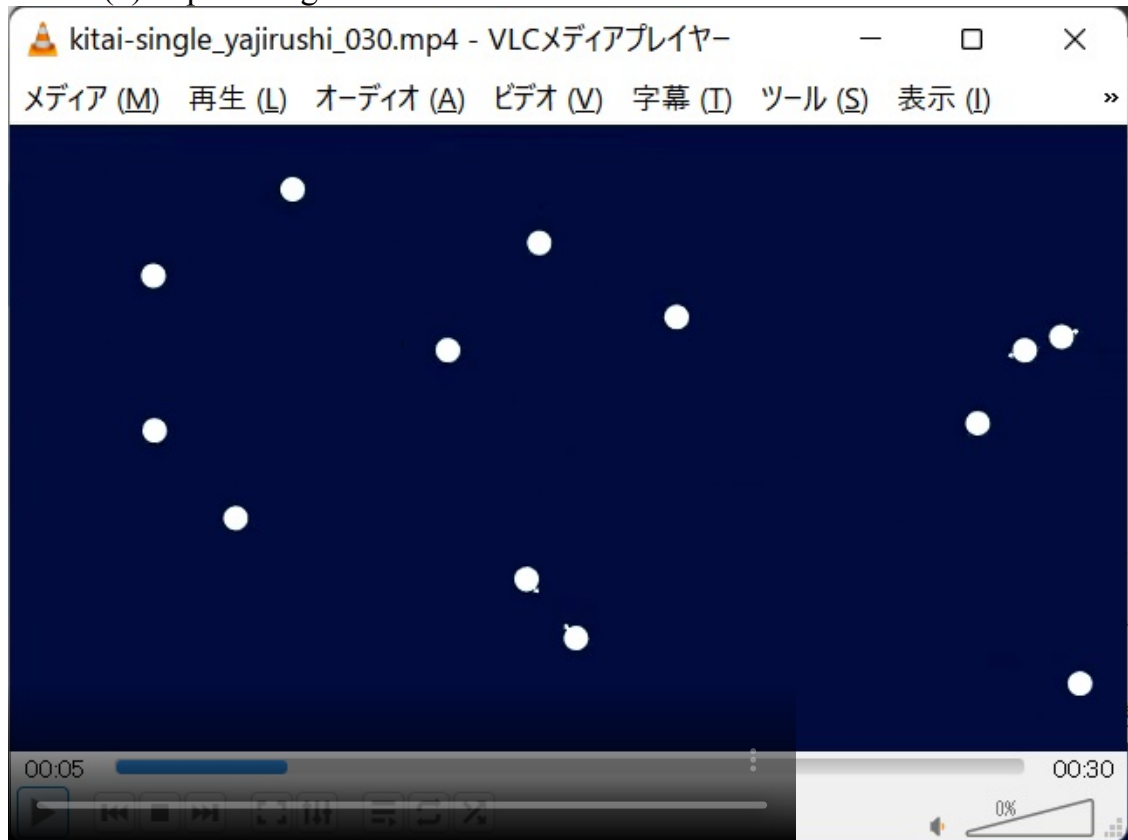 kitai-single_yajirushi_030.mp4 - VLCメディアプレイヤー
メディア (M) 再生 (L) オーディオ (A) ビデオ (V) 字幕 (T) ツール (S) 表示 (I) »
00:05 00:30
0%